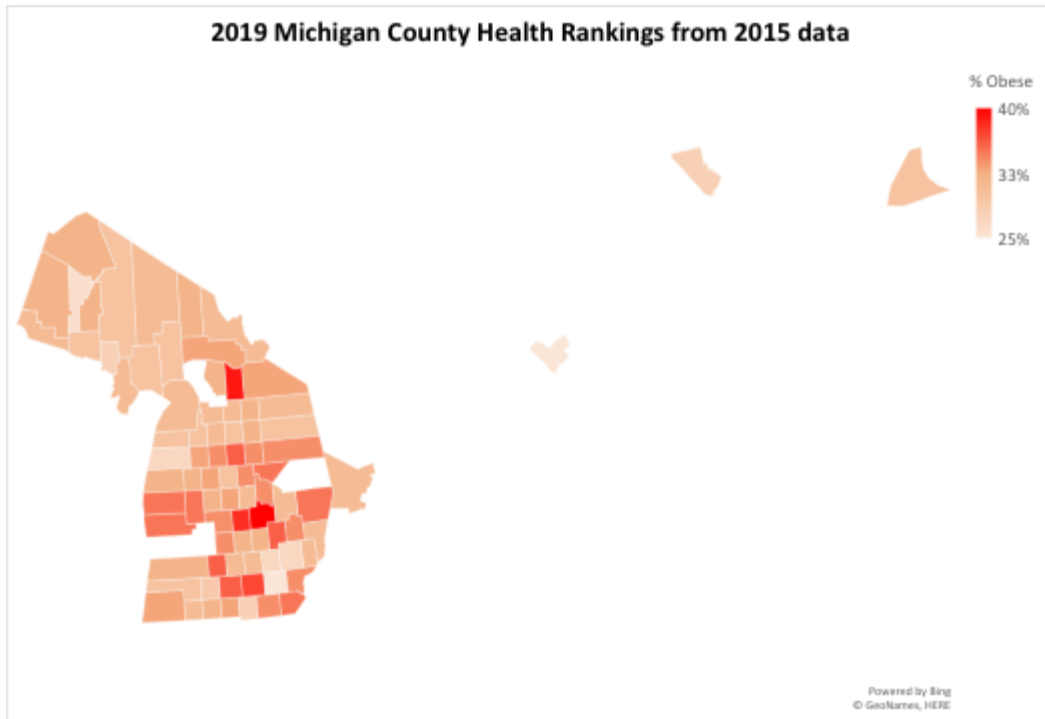 2019 Michigan County Health Rankings from 2015 data
% Obese
40%
33%
25%
Powered by Bing
© GeoNames, HERE